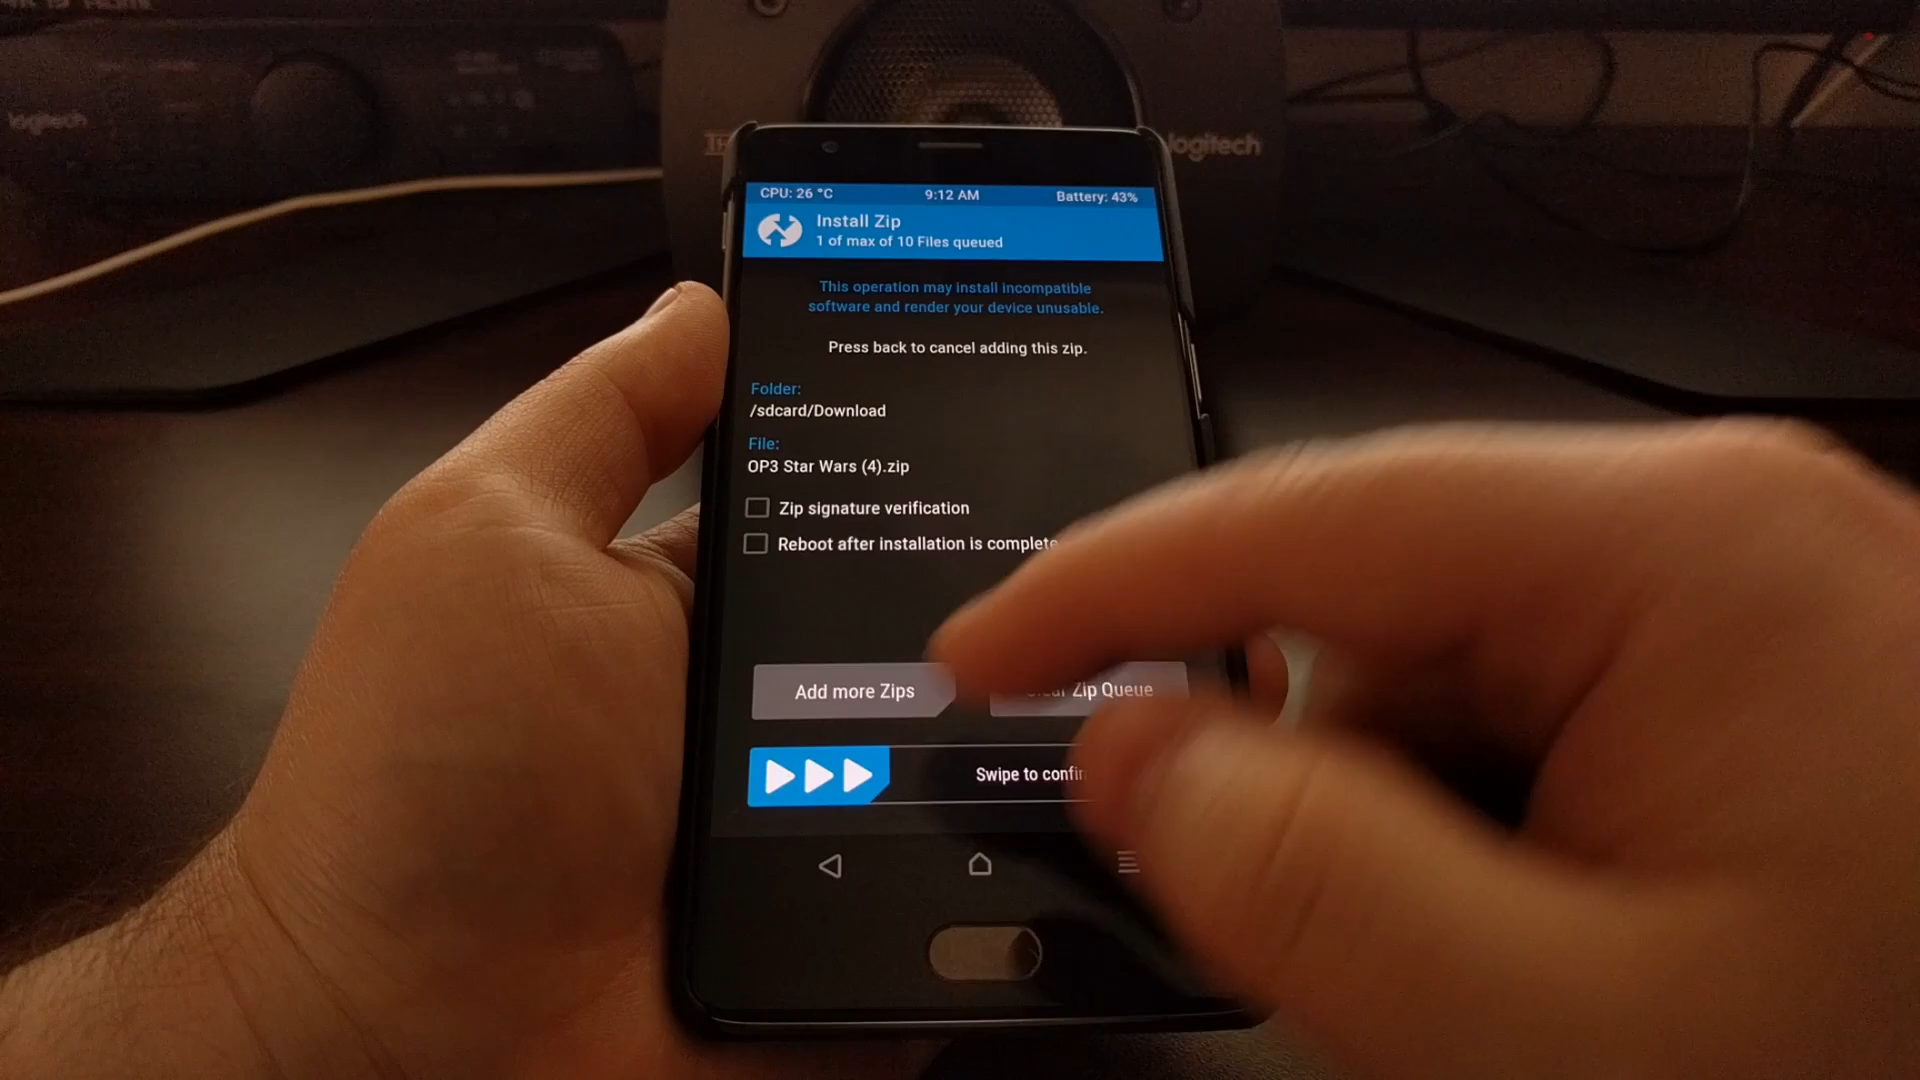 logitech
logitech
CPU: 26 °C
9:12 AM
Battery: 43%
Install Zip
1 of max of 10 Files queued
This operation may install incompatible
software and render your device unusable.
Press back to cancel adding this zip.
Folder:
/sdcard/Download
File:
OP3 Star Wars (4).zip
Zip signature verification
Reboot after installation is complete
Add more Zips
Zip Queue
Swipe to